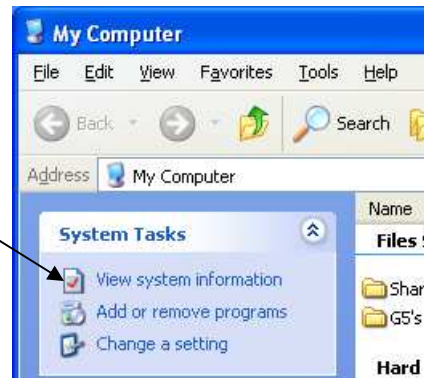 My Computer
File Edit View Favorites Tools Help
Back Search
Address My Computer
System Tasks
View system information
Add or remove programs
Change a setting
Name
Files
G5's
Hard